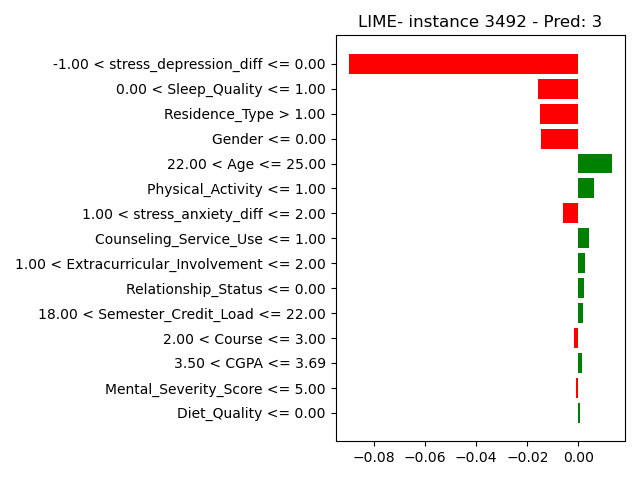 LIME- instance 3492 - Pred: 3
-1.00 < stress_depression_diff <= 0.00
0.00 < Sleep_Quality <= 1.00
Residence_Type > 1.00
Gender <= 0.00
22.00 < Age <= 25.00
Physical_Activity <= 1.00
1.00 < stress_anxiety_diff <= 2.00
Counseling_Service_Use <= 1.00
1.00 < Extracurricular_Involvement <= 2.00
Relationship_Status <= 0.00
18.00 < Semester_Credit_Load <= 22.00
2.00 < Course <= 3.00
3.50 < CGPA <= 3.69
Mental_Severity_Score <= 5.00
Diet_Quality <= 0.00
−0.08 −0.06 −0.04 −0.02 0.00